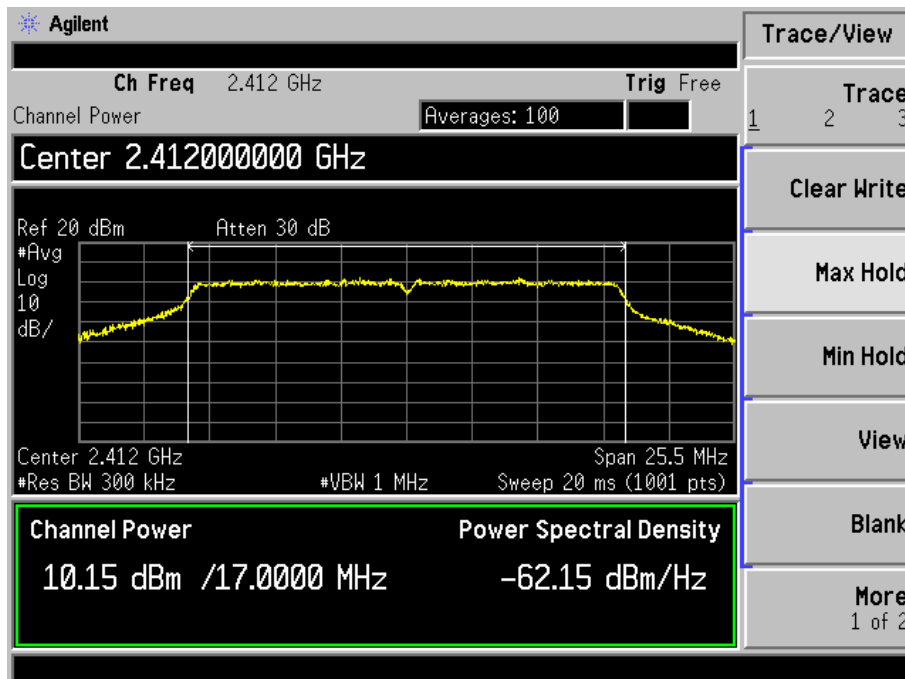 Agilent
Trace/View
Ch Freq 2.412 GHz Trig Free
Channel Power Averages: 100
Center 2.412000000 GHz
Ref 20 dBm Atten 30 dB
#Avg
Log
10
dB/
Center 2.412 GHz Span 25.5 MHz
#Res BW 300 kHz #VBW 1 MHz Sweep 20 ms (1001 pts)
Channel Power Power Spectral Density
10.15 dBm /17.0000 MHz -62.15 dBm/Hz
Trace
1 2 3
Clear Write
Max Hold
Min Hold
View
Blank
More
1 of 2